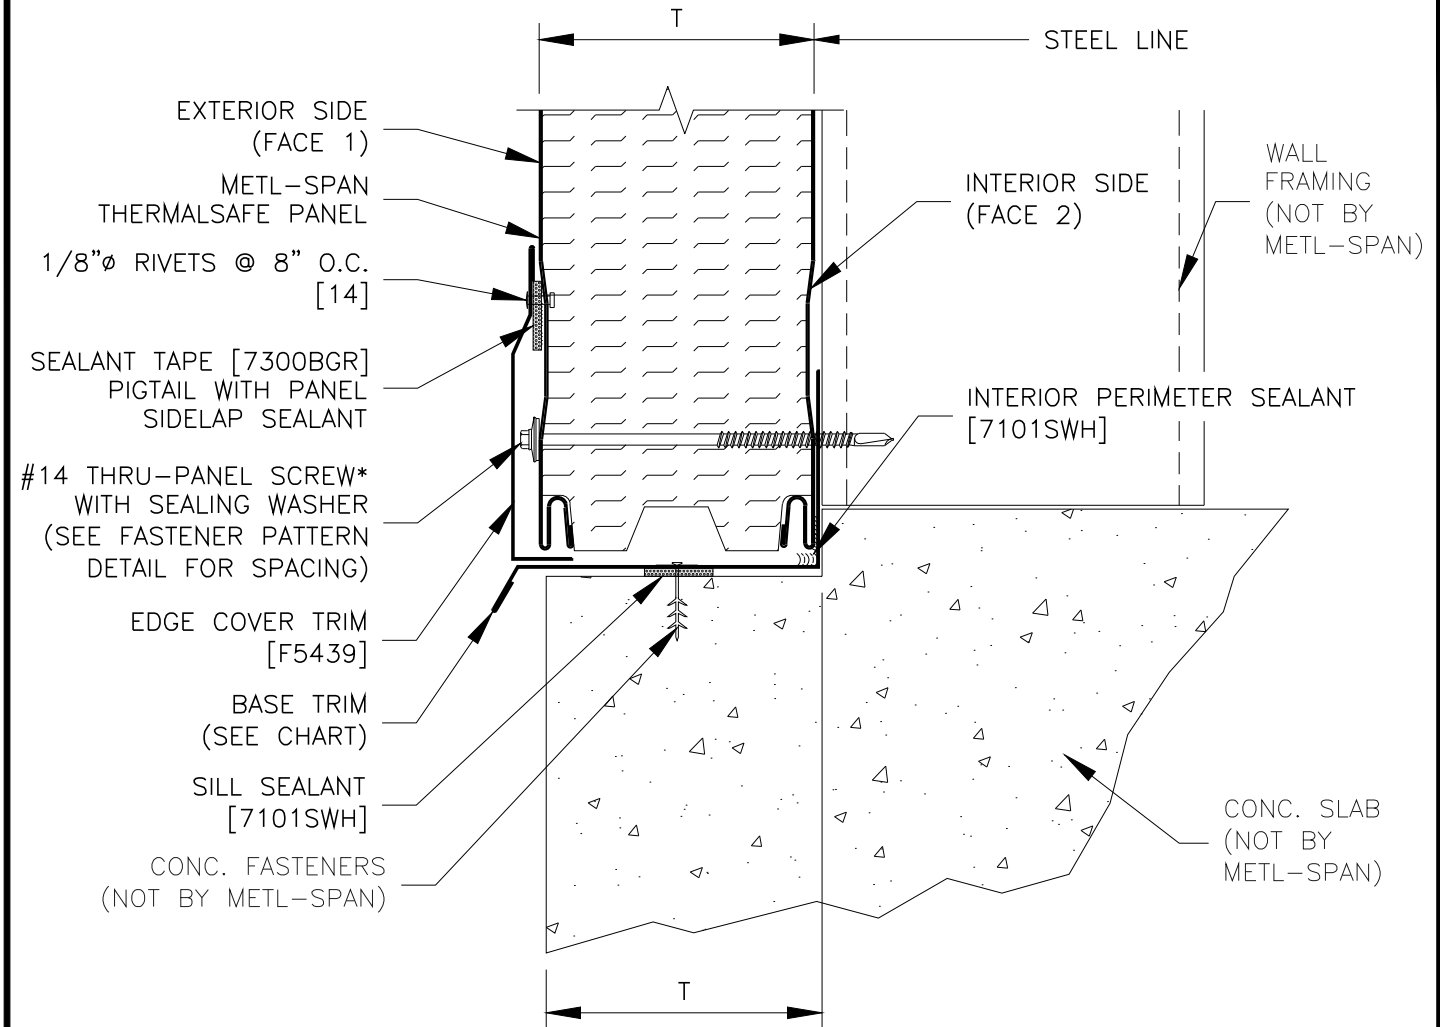 T
STEEL LINE
EXTERIOR SIDE
(FACE 1)
METL-SPAN
THERMALSAFE PANEL
1/8"ø RIVETS @ 8" O.C.
[14]
SEALANT TAPE [7300BGR]
PIGTAIL WITH PANEL
SIDELAP SEALANT
#14 THRU-PANEL SCREW*
WITH SEALING WASHER
(SEE FASTENER PATTERN
DETAIL FOR SPACING)
EDGE COVER TRIM
[F5439]
BASE TRIM
(SEE CHART)
SILL SEALANT
[7101SWH]
CONC. FASTENERS
(NOT BY METL-SPAN)
INTERIOR SIDE
(FACE 2)
WALL
FRAMING
(NOT BY
METL-SPAN)
INTERIOR PERIMETER SEALANT
[7101SWH]
CONC. SLAB
(NOT BY
METL-SPAN)
T